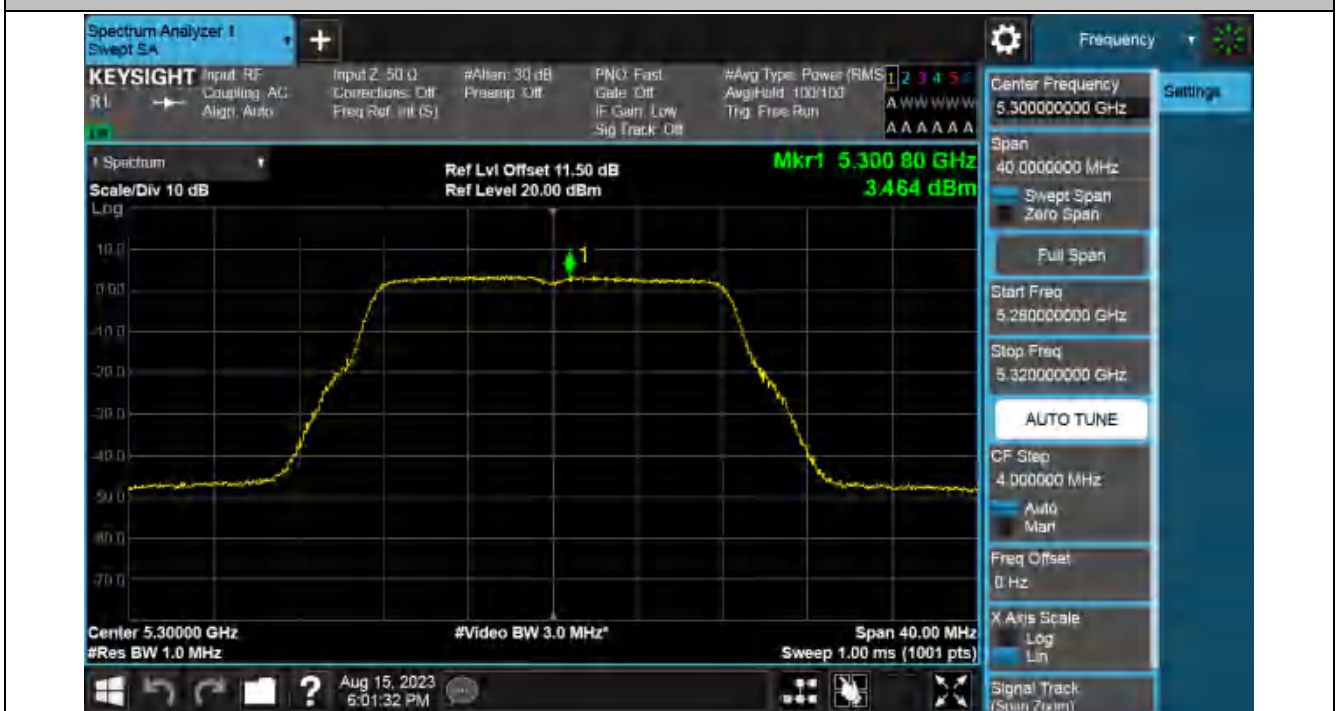 Spectrum Analyzer 1
Swept SA
+
Frequency
KEYSIGHT
Input: RF
Coupling: AC
Align: Auto
Input Z: 50 Ω
Corrections: Off
Freq Ref: Int (S)
#Atten: 30 dB
Preamp: Off
PNO: Fast
Gate: Off
IF Gain: Low
Sig Track: Off
#Avg Type: Power (RMS
Avg|Hold: 100/100
Trig: Free Run
1 2 3 4 5 6
A W W W W W
A A A A A A
1 Spectrum
Scale/Div 10 dB
Log
Ref Lvl Offset 11.50 dB
Ref Level 20.00 dBm
Mkr1 5.300 80 GHz
3.464 dBm
10.0
0.00
-10.0
-20.0
-30.0
-40.0
-50.0
-60.0
-70.0
1
Center 5.30000 GHz
#Res BW 1.0 MHz
#Video BW 3.0 MHz*
Span 40.00 MHz
Sweep 1.00 ms (1001 pts)
Aug 15, 2023
6:01:32 PM
Center Frequency
5.300000000 GHz
Settings
Span
40.0000000 MHz
Swept Span
Zero Span
Full Span
Start Freq
5.280000000 GHz
Stop Freq
5.320000000 GHz
AUTO TUNE
CF Step
4.000000 MHz
Auto
Man
Freq Offset
0 Hz
X Axis Scale
Log
Lin
Signal Track
(Span Zoom)